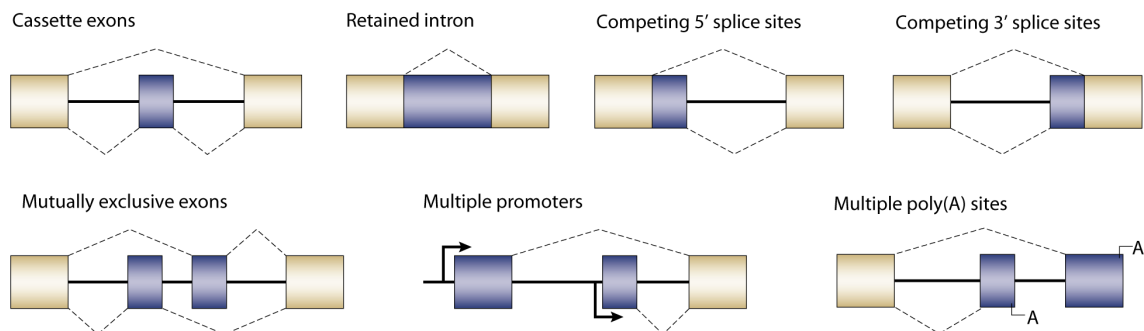 Cassette exons
Retained intron
Competing 5’ splice sites
Competing 3’ splice sites
Mutually exclusive exons
Multiple promoters
Multiple poly(A) sites
A
A